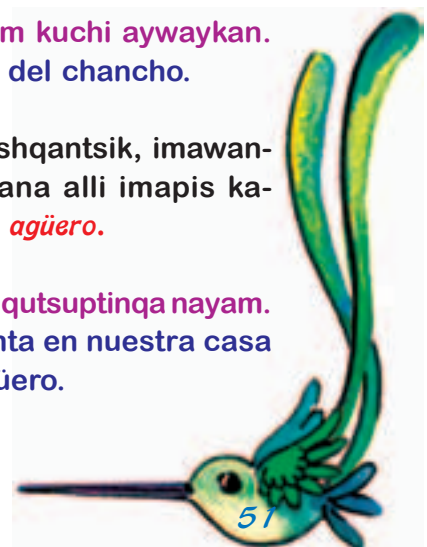 m kuchi aywaykan.
del chancho.
shqantsik, imawan-
ana alli imapis ka-
agüero.
qutsuptinqa nayam.
nta en nuestra casa
üero.
51